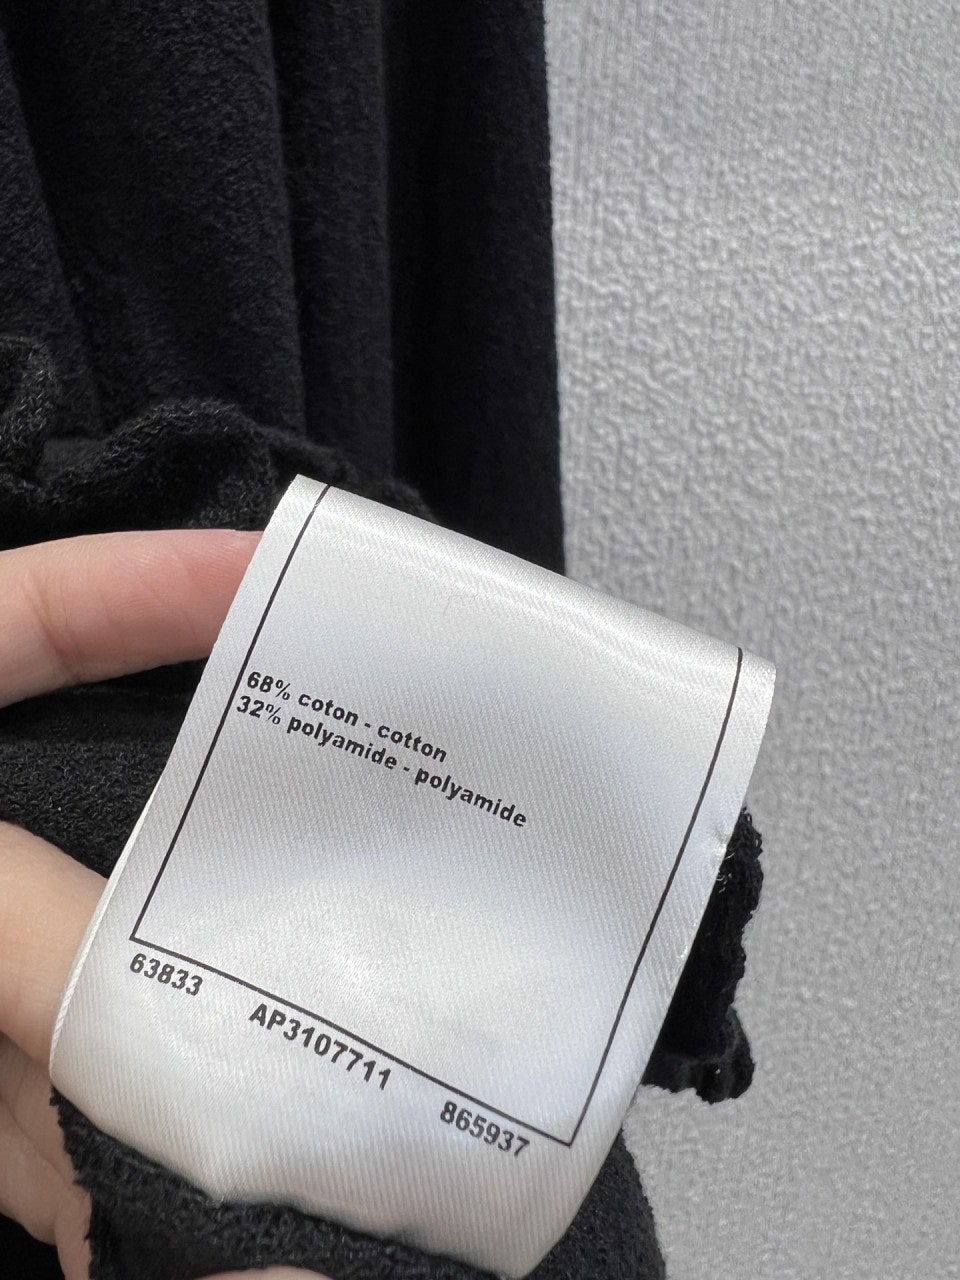 68% coton - cotton
32% polyamide - polyamide
63833
AP3107711
865937